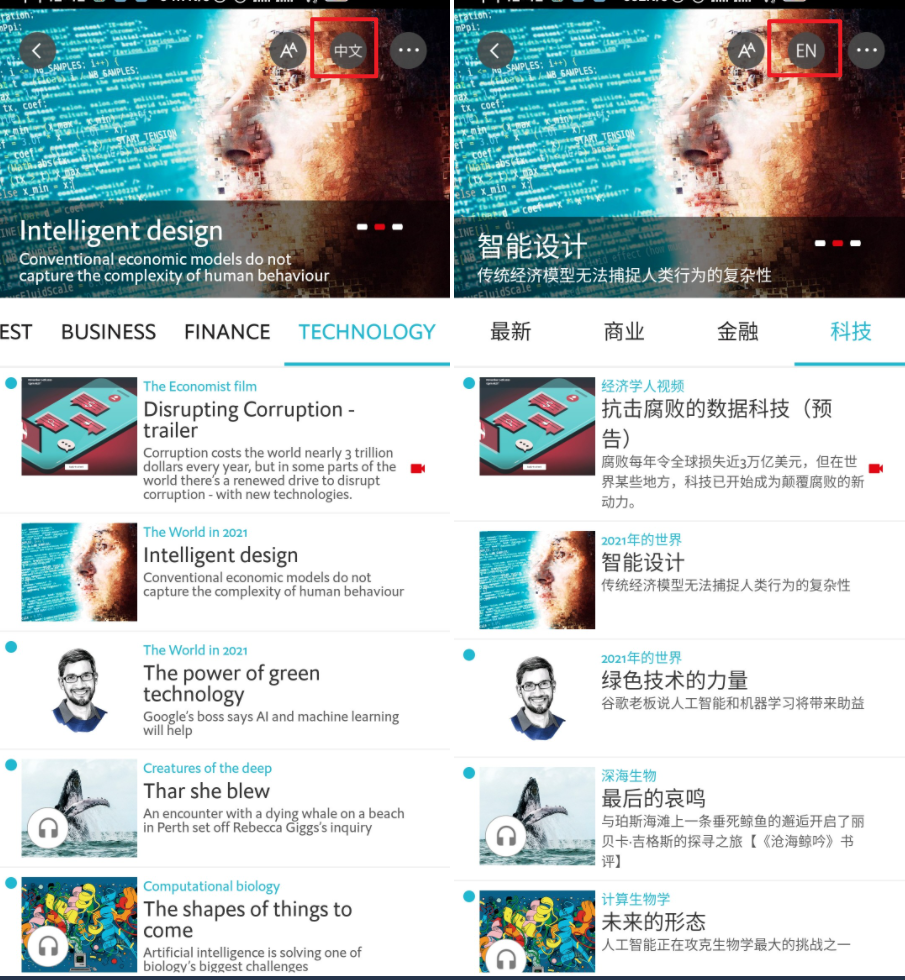 AA
中文
Intelligent design
Conventional economic models do not
capture the complexity of human behaviour
EST BUSINESS FINANCE TECHNOLOGY
The Economist film
Disrupting Corruption -
trailer
Corruption costs the world nearly 3 trillion
dollars every year, but in some parts of the
world there's a renewed drive to disrupt
corruption - with new technologies.
The World in 2021
Intelligent design
Conventional economic models do not
capture the complexity of human behaviour
The World in 2021
The power of green
technology
Google's boss says AI and machine learning
will help
Creatures of the deep
Thar she blew
An encounter with a dying whale on a beach
in Perth set off Rebecca Giggs's inquiry
Computational biology
The shapes of things to
come
Artificial intelligence is solving one of
biology's biggest challenges
AA
EN
智能设计
传统经济模型无法捕捉人类行为的复杂性
最新 商业 金融 科技
经济学人视频
抗击腐败的数据科技（预
告）
腐败每年令全球损失近3万亿美元，但在世
界某些地方，科技已开始成为颠覆腐败的新
动力。
2021年的世界
智能设计
传统经济模型无法捕捉人类行为的复杂性
2021年的世界
绿色技术的力量
谷歌老板说人工智能和机器学习将带来助益
深海生物
最后的哀鸣
与珀斯海滩上一条垂死鲸鱼的邂逅开启了丽
贝卡·吉格斯的探寻之旅【《沧海鲸吟》书
评】
计算生物学
未来的形态
人工智能正在攻克生物学最大的挑战之一